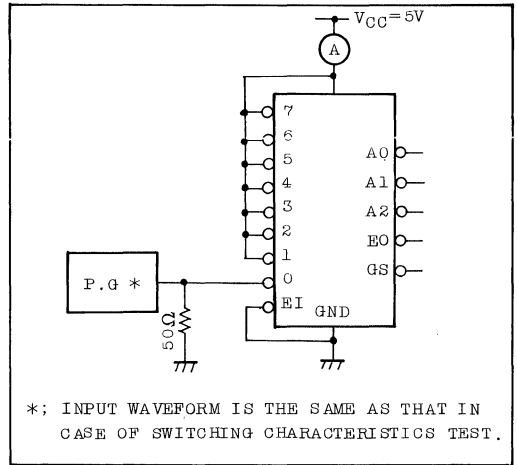 VCC=5V
A
7
6
5
4
3
2
1
0
EI
GND
A0
A1
A2
EO
GS
P.G *
50Ω
*; INPUT WAVEFORM IS THE SAME AS THAT IN
CASE OF SWITCHING CHARACTERISTICS TEST.